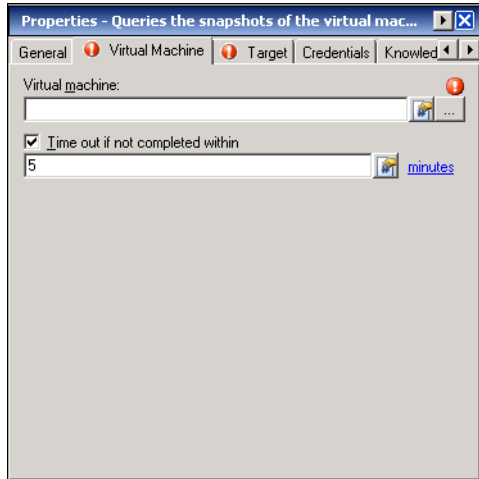 Properties - Queries the snapshots of the virtual mac...
General Virtual Machine Target Credentials Knowled
Virtual machine:
...
Time out if not completed within
5 minutes